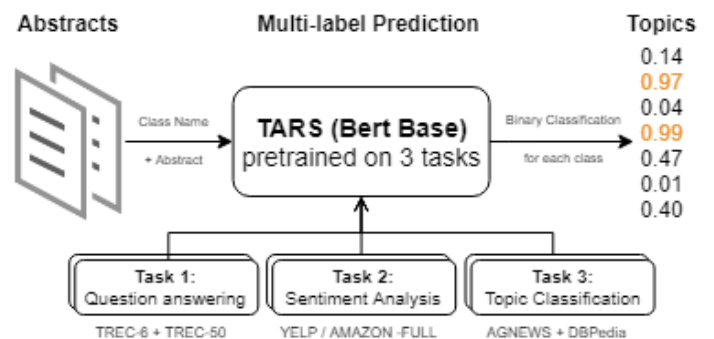 Abstracts
Multi-label Prediction
Topics
Class Name
+ Abstract
TARS (Bert Base)
pretrained on 3 tasks
Binary Classification
for each class
0.14
0.97
0.04
0.99
0.47
0.01
0.40
Task 1:
Question answering
TREC-6 + TREC-50
Task 2:
Sentiment Analysis
YELP / AMAZON -FULL
Task 3:
Topic Classification
AGNEWS + DBPedia